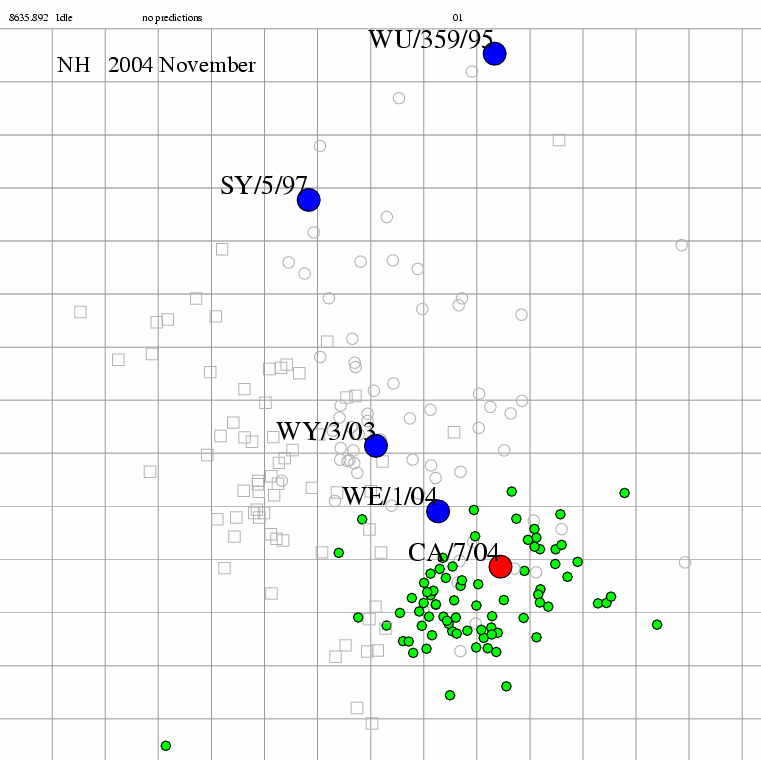 8635.892 Idle no predictions 01
WU/359/95
NH 2004 November
SY/5/97
WY/3/03
WE/1/04
CA/7/04